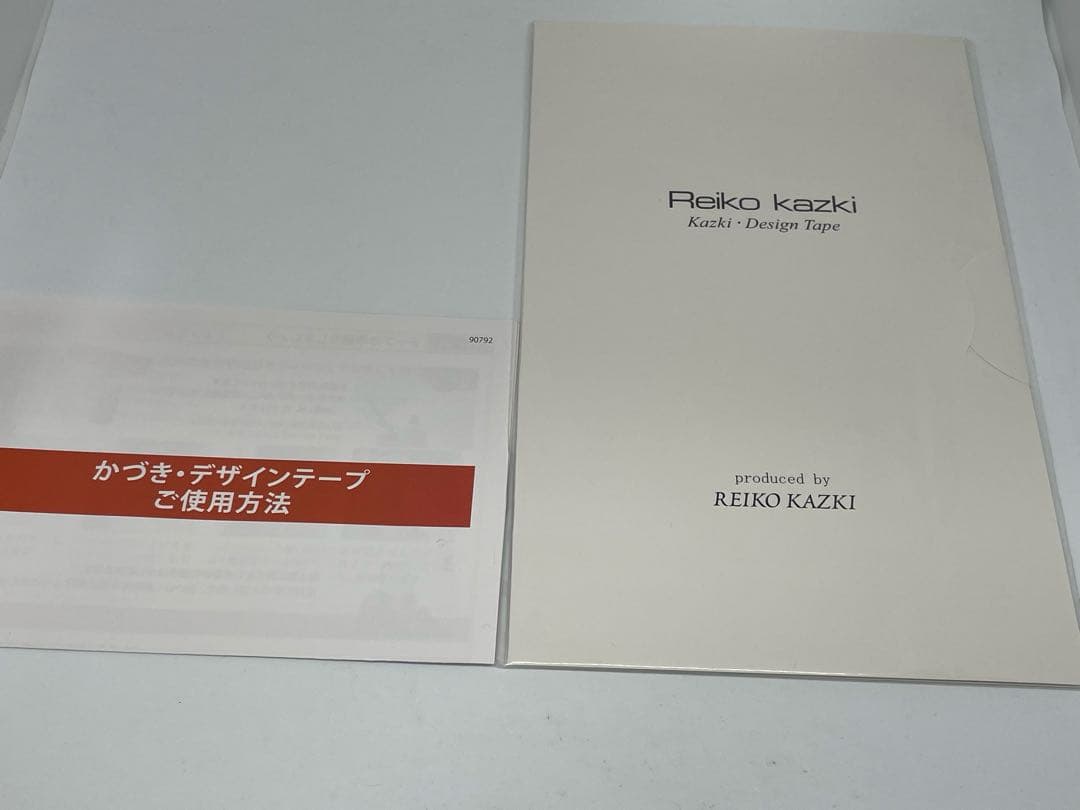 90792
かづき・デザインテープ
ご使用方法
Reiko kazki
Kazki・Design Tape
produced by
REIKO KAZKI